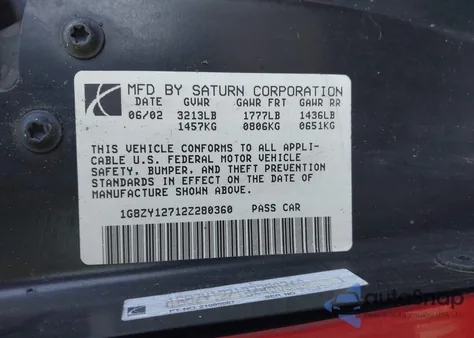 MFD BY SATURN CORPORATION
DATE GVWR GAWR FRT GAWR RR
06/02 3213LB 1777LB 1436LB
1457KG 0806KG 0651KG
THIS VEHICLE CONFORMS TO ALL APPLI-
CABLE U.S. FEDERAL MOTOR VEHICLE
SAFETY, BUMPER, AND THEFT PREVENTION
STANDARDS IN EFFECT ON THE DATE OF
MANUFACTURE SHOWN ABOVE.
1G8ZY12712Z280360 PASS CAR
autoSnap